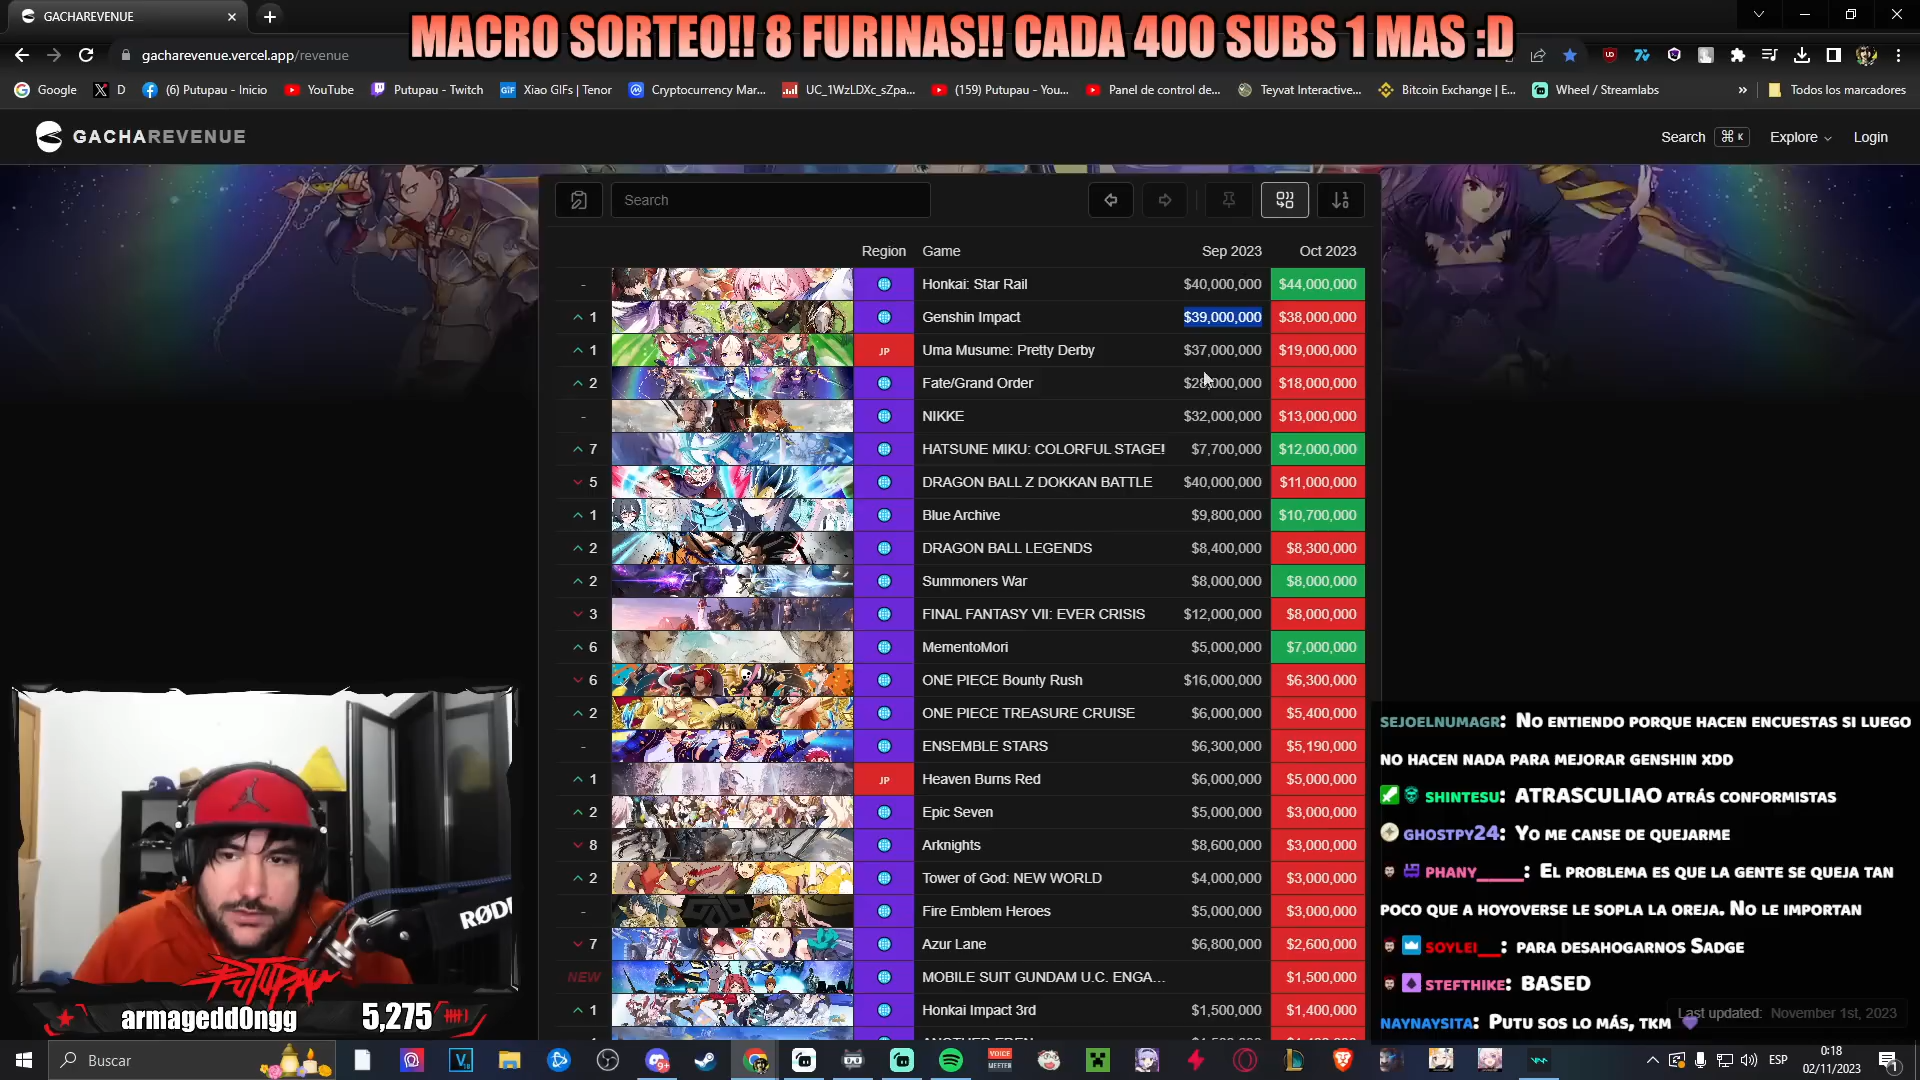 GACHAREVENUE
MACRO SORTEO!! 8 FURINAS!! CADA 400 SUBS 1 MAS :D
gacharevenue.vercel.app/revenue
Google
D
(6) Putupau - Inicio
YouTube
Putupau - Twitch
GIF
Xiao GIFs | Tenor
Cryptocurrency Mar...
UC_1WzLDXc_sZpa...
(159) Putupau - You...
Panel de control de...
Teyvat Interactive...
Bitcoin Exchange | E...
Wheel / Streamlabs
»
Todos los marcadores
GACHAREVENUE
Search ⌘ K
Explore
Login
Search
Region Game Sep 2023 Oct 2023
- Honkai: Star Rail $40,000,000 $44,000,000
1 Genshin Impact $39,000,000 $38,000,000
1 JP Uma Musume: Pretty Derby $37,000,000 $19,000,000
2 Fate/Grand Order $28,000,000 $18,000,000
- NIKKE $32,000,000 $13,000,000
7 HATSUNE MIKU: COLORFUL STAGE! $7,700,000 $12,000,000
5 DRAGON BALL Z DOKKAN BATTLE $40,000,000 $11,000,000
1 Blue Archive $9,800,000 $10,700,000
2 DRAGON BALL LEGENDS $8,400,000 $8,300,000
2 Summoners War $8,000,000 $8,000,000
3 FINAL FANTASY VII: EVER CRISIS $12,000,000 $8,000,000
6 MementoMori $5,000,000 $7,000,000
6 ONE PIECE Bounty Rush $16,000,000 $6,300,000
2 ONE PIECE TREASURE CRUISE $6,000,000 $5,400,000
- ENSEMBLE STARS $6,300,000 $5,190,000
1 JP Heaven Burns Red $6,000,000 $5,000,000
2 Epic Seven $5,000,000 $3,000,000
8 Arknights $8,600,000 $3,000,000
2 Tower of God: NEW WORLD $4,000,000 $3,000,000
- Fire Emblem Heroes $5,000,000 $3,000,000
7 Azur Lane $6,800,000 $2,600,000
NEW MOBILE SUIT GUNDAM U.C. ENGA... $1,500,000
1 Honkai Impact 3rd $1,500,000 $1,400,000
SEJOELNUMAGR: NO ENTIENDO PORQUE HACEN ENCUESTAS SI LUEGO
NO HACEN NADA PARA MEJORAR GENSHIN XDD
SHINTESU: ATRASCULIAO ATRÁS CONFORMISTAS
GHOSTPY24: YO ME CANSE DE QUEJARME
PHANY_____: EL PROBLEMA ES QUE LA GENTE SE QUEJA TAN
POCO QUE A HOYOVERSE LE SOPLA LA OREJA. NO LE IMPORTAN
SOYLEI__: PARA DESAHOGARNOS SADGE
STEFTHIKE: BASED
NAYNAYSITA: PUTU SOS LO MÁS, TKM
Last updated: November 1st, 2023
RØDE
PUTUPAU
armagedd0ngg 5,275
Buscar
VOICE
MEETER
ESP
0:18
02/11/2023